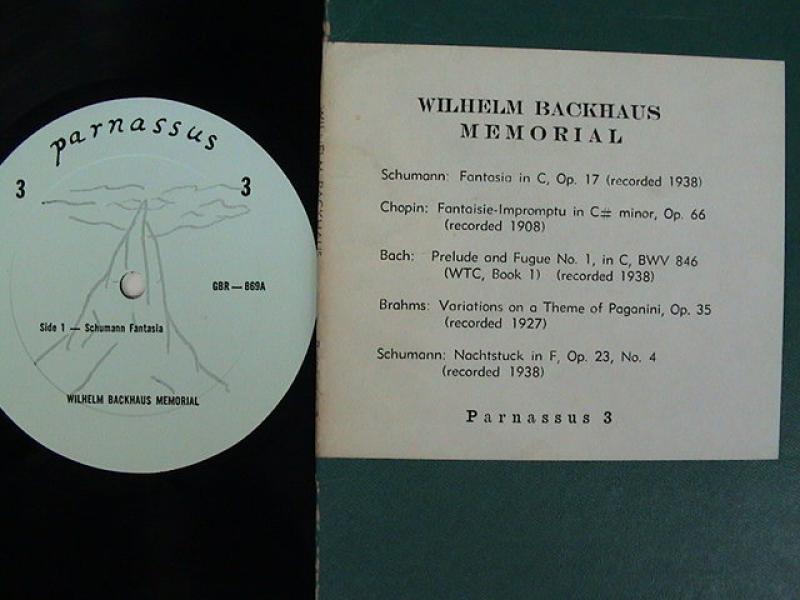 parnassus
3 3
GBR — 869A
Side 1 — Schumann Fantasia
WILHELM BACKHAUS MEMORIAL
WILHELM BACKHAUS
MEMORIAL
Schumann: Fantasia in C, Op. 17 (recorded 1938)
Chopin: Fantaisie-Impromptu in C# minor, Op. 66
(recorded 1908)
Bach: Prelude and Fugue No. 1, in C, BWV 846
(WTC, Book 1) (recorded 1938)
Brahms: Variations on a Theme of Paganini, Op. 35
(recorded 1927)
Schumann: Nachtstuck in F, Op. 23, No. 4
(recorded 1938)
Parnassus 3
WILHELM BACKHAUS